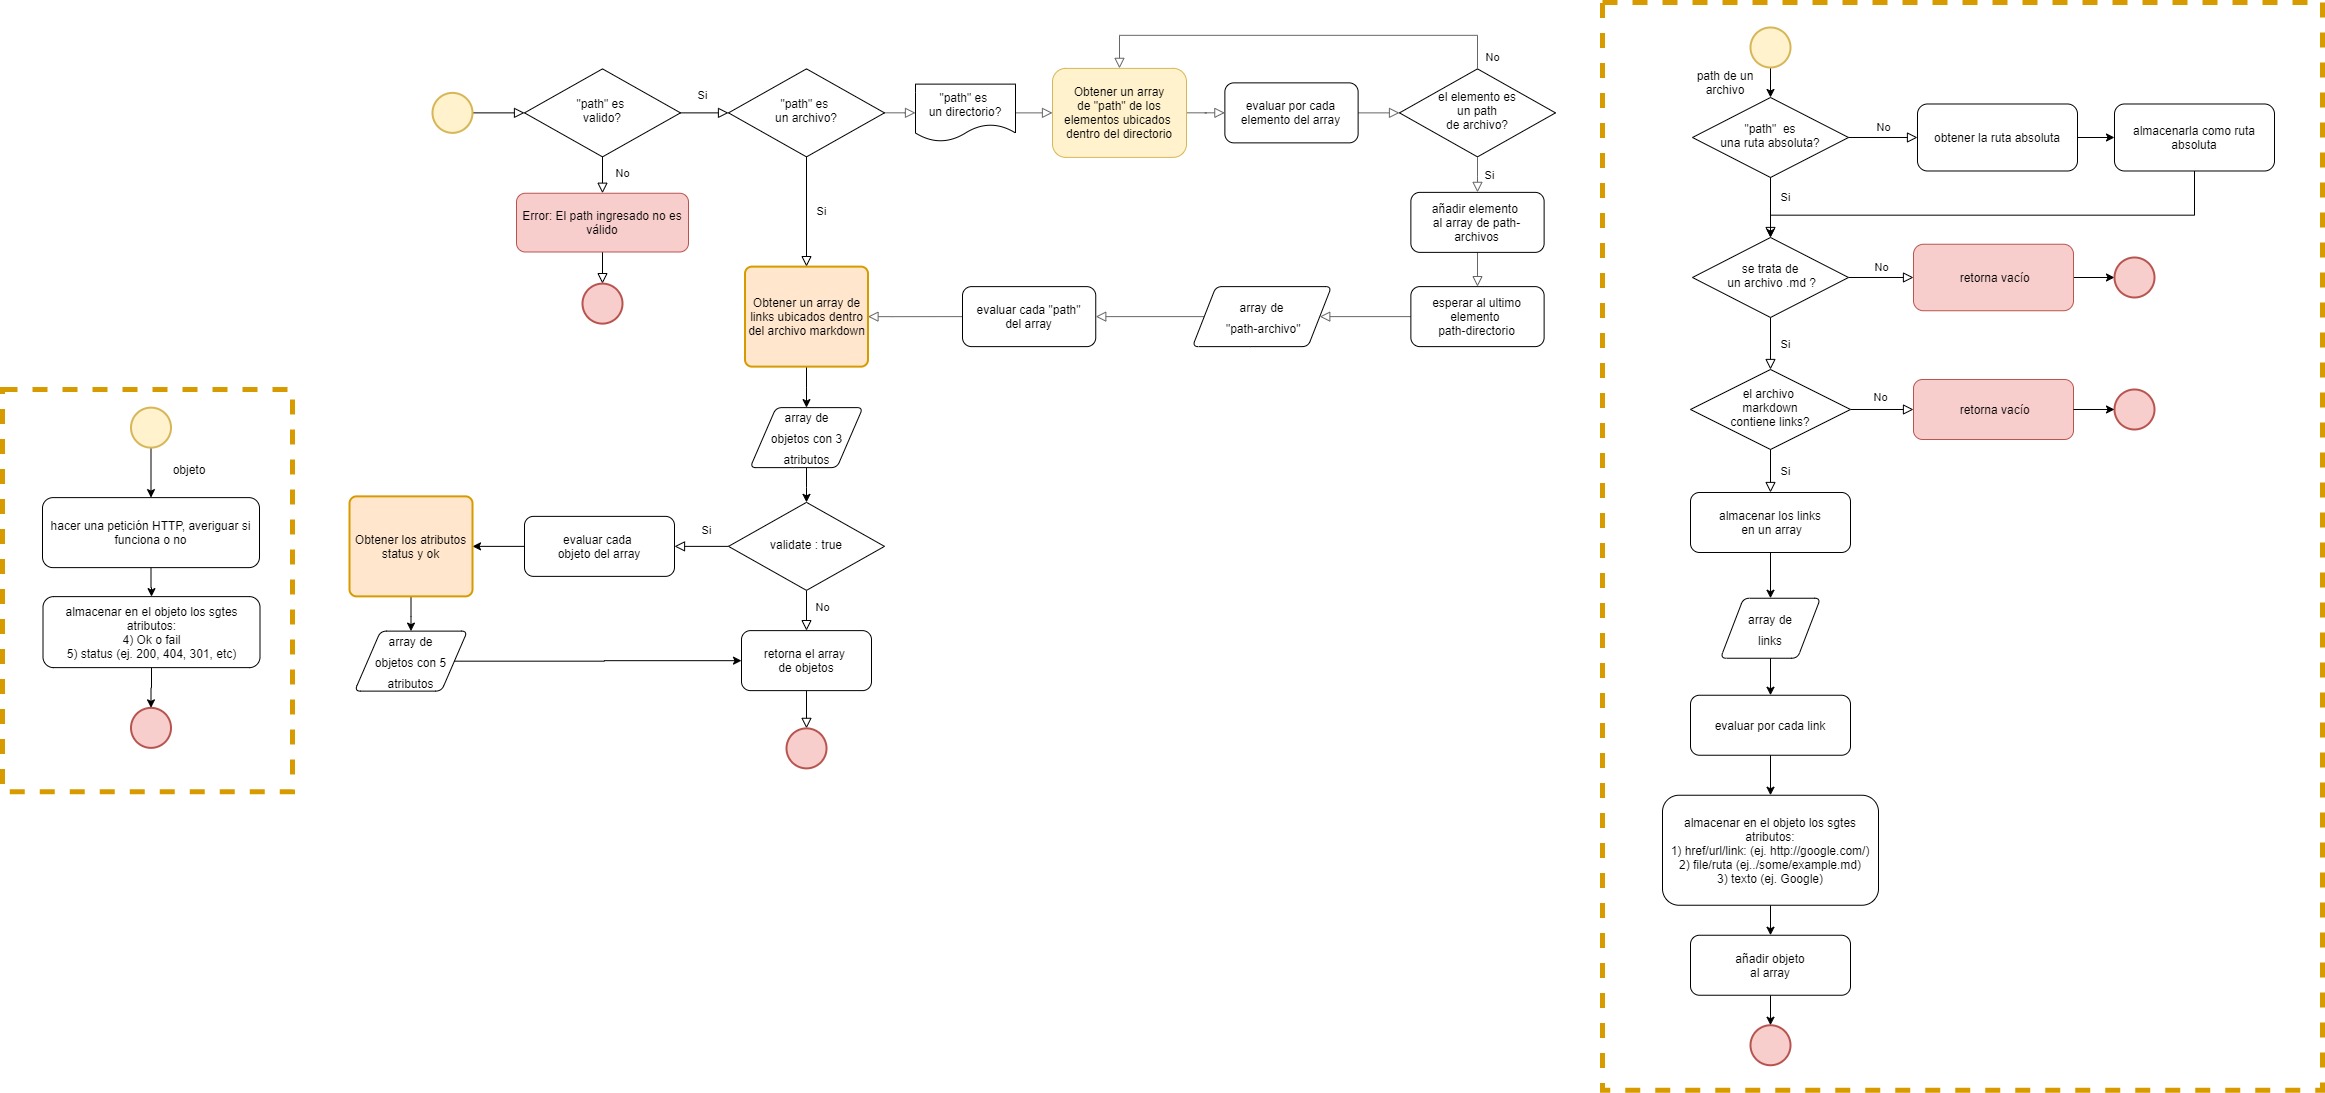 "path" es
valido?
Si
No
Error: El path ingresado no es
válido
"path" es
un archivo?
Si
"path" es
un directorio?
Obtener un array
de "path" de los
elementos ubicados
dentro del directorio
evaluar por cada
elemento del array
el elemento es
un path
de archivo?
No
Si
añadir elemento
al array de path-
archivos
esperar al ultimo
elemento
path-directorio
array de
"path-archivo"
evaluar cada "path"
del array
Obtener un array de
links ubicados dentro
del archivo markdown
array de
objetos con 3
atributos
validate : true
Si
No
evaluar cada
objeto del array
Obtener los atributos
status y ok
array de
objetos con 5
atributos
retorna el array
de objetos
objeto
hacer una petición HTTP, averiguar si
funciona o no
almacenar en el objeto los sgtes
atributos:
4) Ok o fail
5) status (ej. 200, 404, 301, etc)
path de un
archivo
"path" es
una ruta absoluta?
No
obtener la ruta absoluta
almacenarla como ruta
absoluta
Si
se trata de
un archivo .md ?
No
retorna vacío
Si
el archivo
markdown
contiene links?
No
retorna vacío
Si
almacenar los links
en un array
array de
links
evaluar por cada link
almacenar en el objeto los sgtes
atributos:
1) href/url/link: (ej. http://google.com/)
2) file/ruta (ej../some/example.md)
3) texto (ej. Google)
añadir objeto
al array